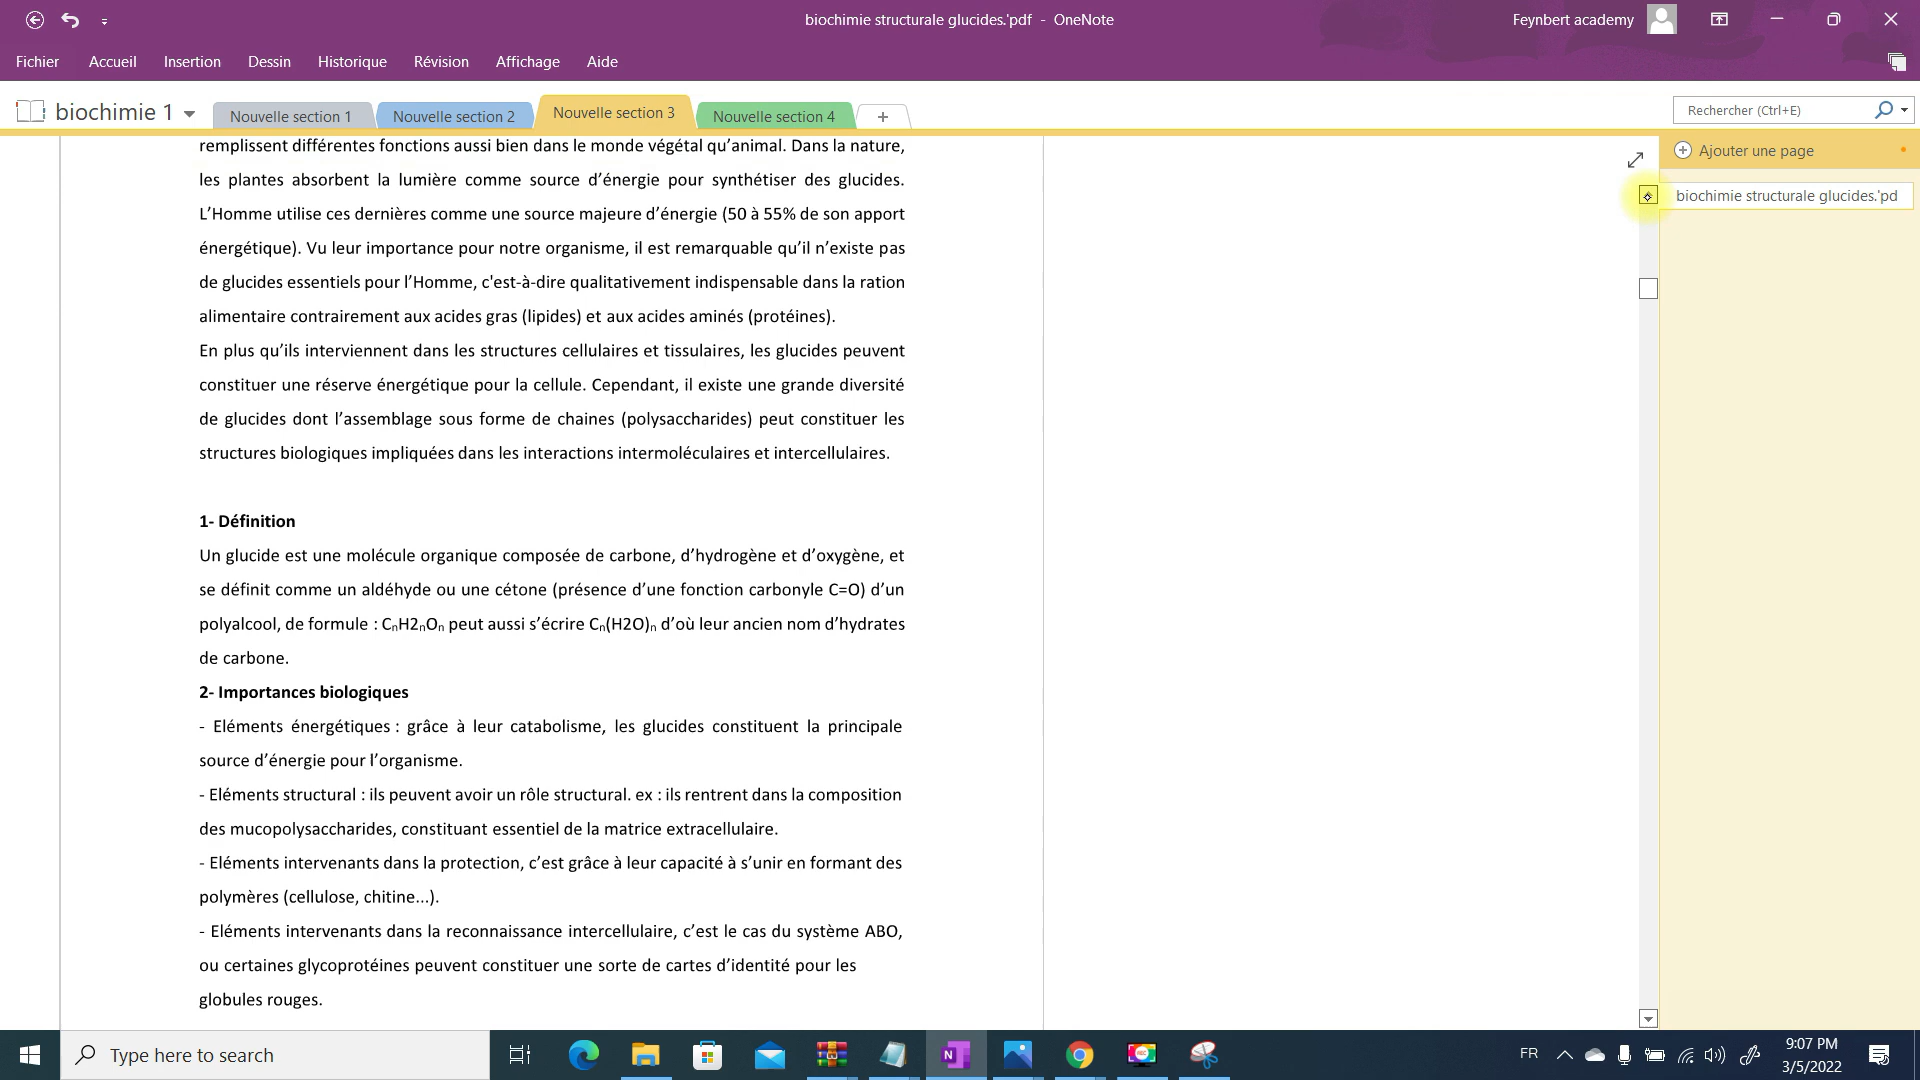 biochimie structurale glucides.'pdf - OneNote
Feynbert academy
Fichier Accueil Insertion Dessin Historique Révision Affichage Aide
biochimie 1
Nouvelle section 1
Nouvelle section 2
Nouvelle section 3
Nouvelle section 4
+
Rechercher (Ctrl+E)
Ajouter une page
biochimie structurale glucides.'pd
remplissent différentes fonctions aussi bien dans le monde végétal qu’animal. Dans la nature,
les plantes absorbent la lumière comme source d’énergie pour synthétiser des glucides.
L’Homme utilise ces dernières comme une source majeure d’énergie (50 à 55% de son apport
énergétique). Vu leur importance pour notre organisme, il est remarquable qu’il n’existe pas
de glucides essentiels pour l’Homme, c'est-à-dire qualitativement indispensable dans la ration
alimentaire contrairement aux acides gras (lipides) et aux acides aminés (protéines).
En plus qu’ils interviennent dans les structures cellulaires et tissulaires, les glucides peuvent
constituer une réserve énergétique pour la cellule. Cependant, il existe une grande diversité
de glucides dont l’assemblage sous forme de chaines (polysaccharides) peut constituer les
structures biologiques impliquées dans les interactions intermoléculaires et intercellulaires.
1- Définition
Un glucide est une molécule organique composée de carbone, d’hydrogène et d’oxygène, et
se définit comme un aldéhyde ou une cétone (présence d’une fonction carbonyle C=O) d’un
polyalcool, de formule : CₙH2ₙOₙ peut aussi s’écrire Cₙ(H2O)ₙ d’où leur ancien nom d’hydrates
de carbone.
2- Importances biologiques
- Eléments énergétiques : grâce à leur catabolisme, les glucides constituent la principale
source d’énergie pour l’organisme.
- Eléments structural : ils peuvent avoir un rôle structural. ex : ils rentrent dans la composition
des mucopolysaccharides, constituant essentiel de la matrice extracellulaire.
- Eléments intervenants dans la protection, c’est grâce à leur capacité à s’unir en formant des
polymères (cellulose, chitine...).
- Eléments intervenants dans la reconnaissance intercellulaire, c’est le cas du système ABO,
ou certaines glycoprotéines peuvent constituer une sorte de cartes d’identité pour les
globules rouges.
Type here to search
FR
9:07 PM
3/5/2022